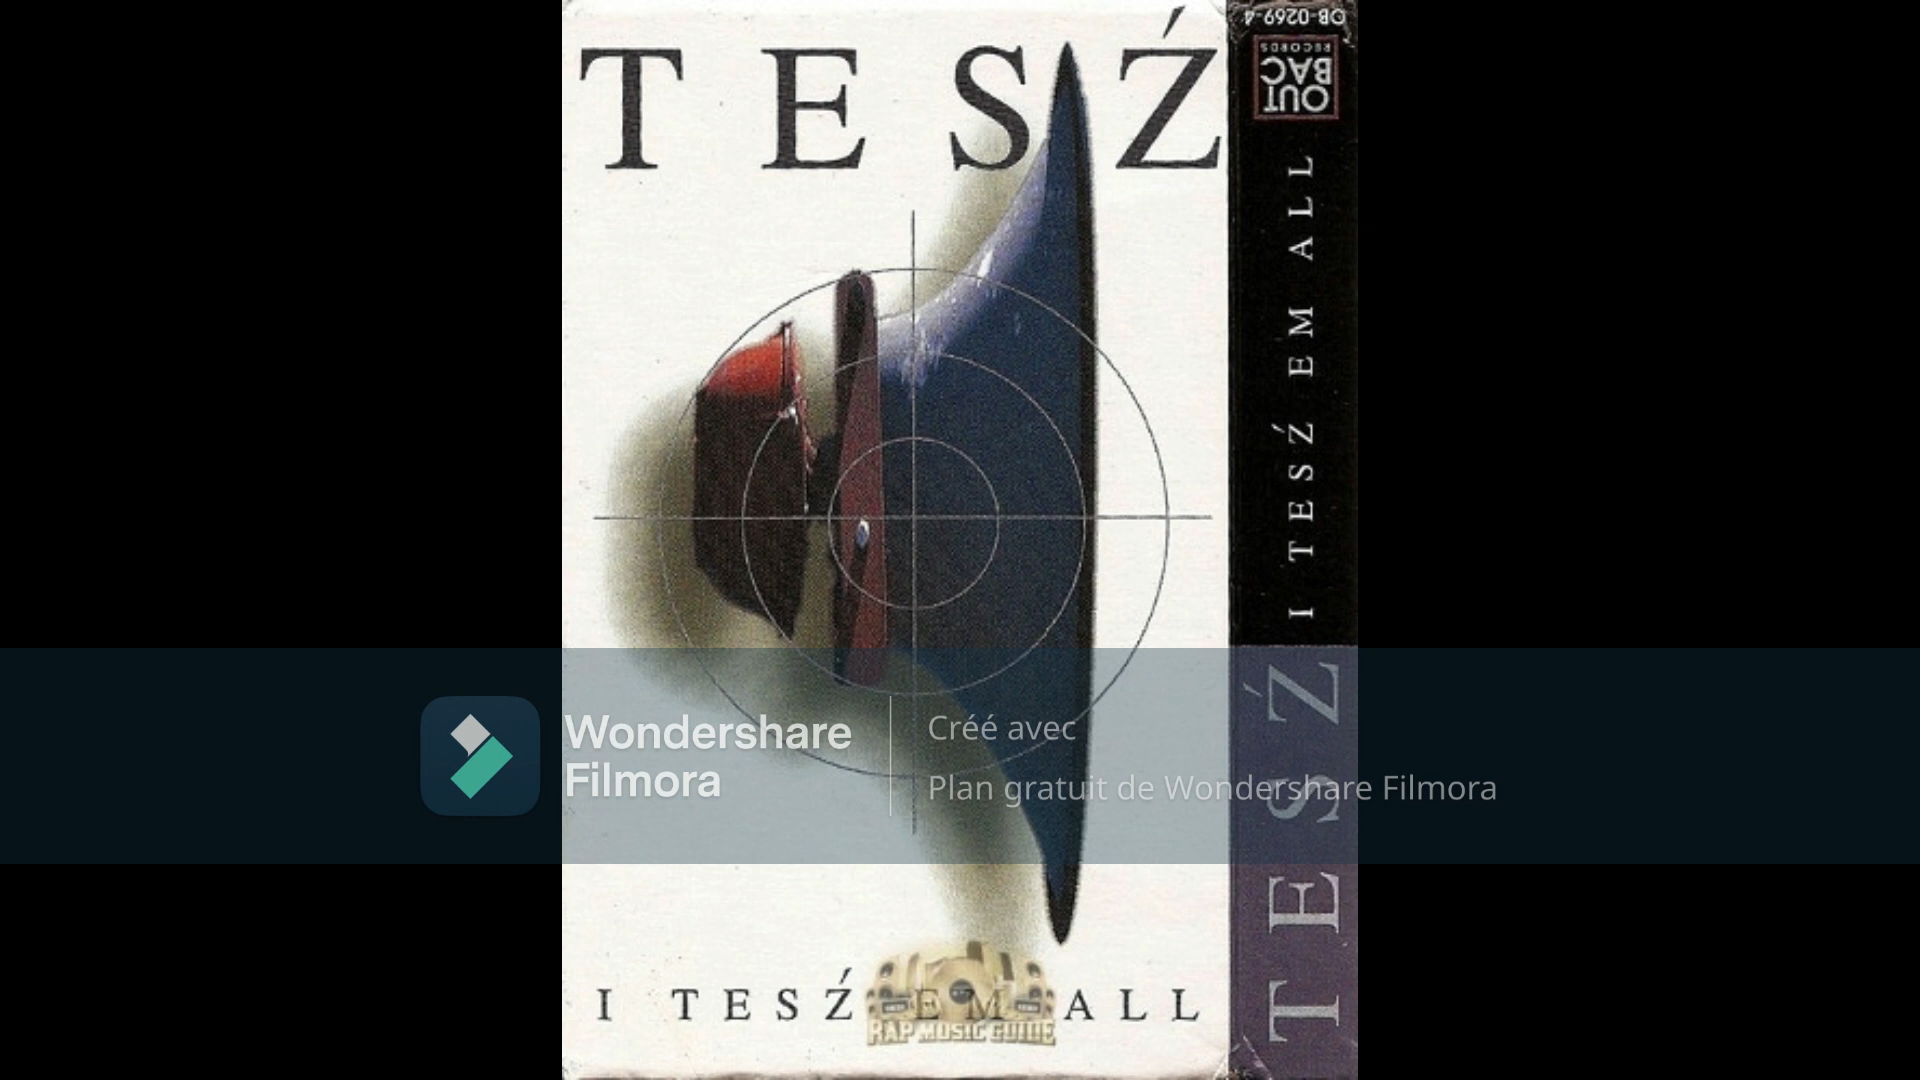 TESŹ
I TESŹ EM ALL
RAP MUSIC GUIDE
OB-0269-4
OUT
BAC
RECORDS
TESŹ I TESŹ EM ALL
Wondershare
Filmora
Créé avec
Plan gratuit de Wondershare Filmora